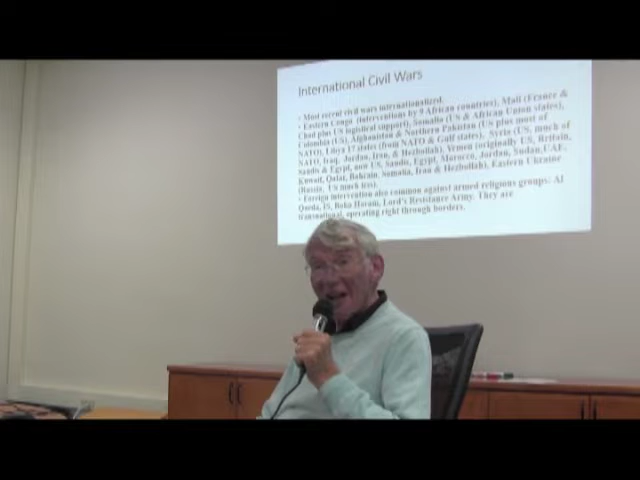 International Civil Wars
• Most recent civil wars internationalized.
• Eastern Congo (interventions by 9 African countries), Mali (France &
Chad plus US logistical support), Somalia (US & African Union states),
Colombia (US), Afghanistan & Northern Pakistan (US plus most of
NATO), Libya 17 states (from NATO & Gulf states), Syria (US, much of
NATO, Iraq, Jordan, Iran, & Hezbollah), Yemen (originally US, Britain,
Saudis & Egypt, now US, Saudis, Egypt, Morocco, Jordan, Sudan, UAE,
Kuwait, Qatar, Bahrain, Somalia, Iran & Hezbollah), Eastern Ukraine
(Russia, US much less).
• Foreign intervention also common against armed religious groups: Al
Queda, IS, Boko Haram, Lord's Resistance Army. They are
transnational, operating right through borders.